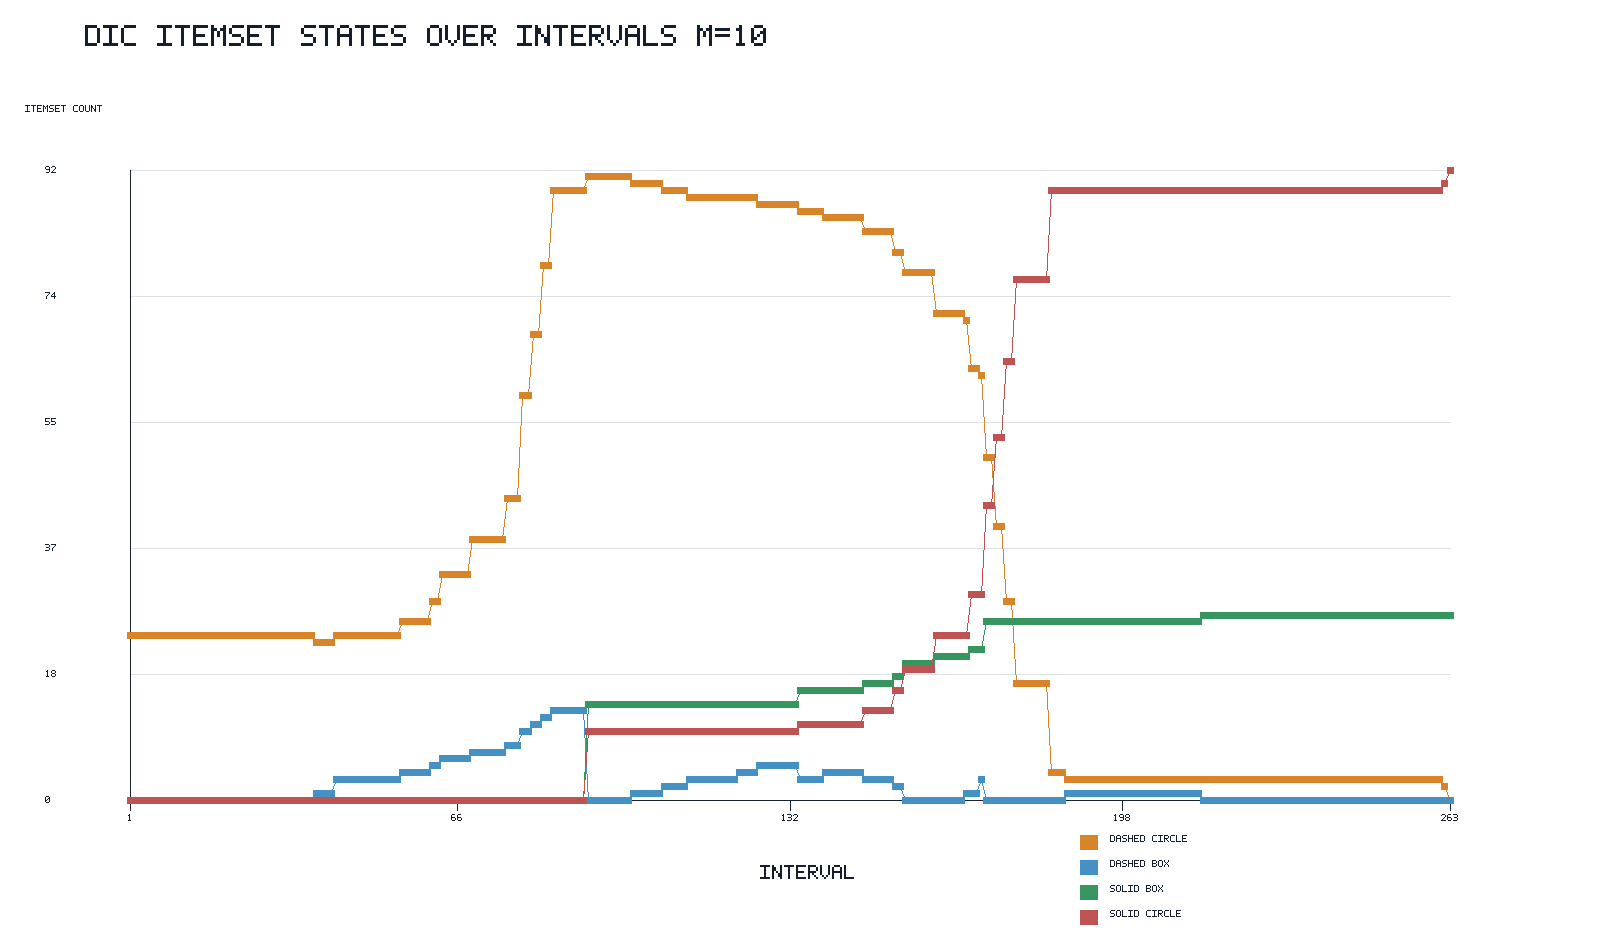 DIC ITEMSET STATES OVER INTERVALS M=10
ITEMSET COUNT
92
74
55
37
18
0
1 66 132 198 263
INTERVAL
DASHED CIRCLE
DASHED BOX
SOLID BOX
SOLID CIRCLE